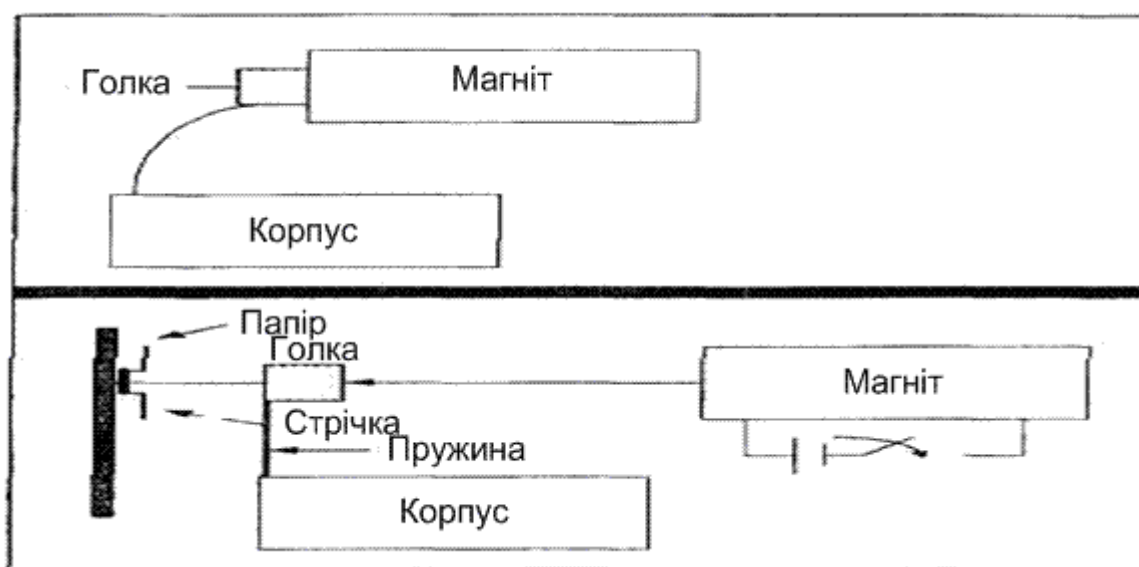 Голка
Магніт
Корпус
Папір
Голка
Магніт
Стрічка
Пружина
Корпус